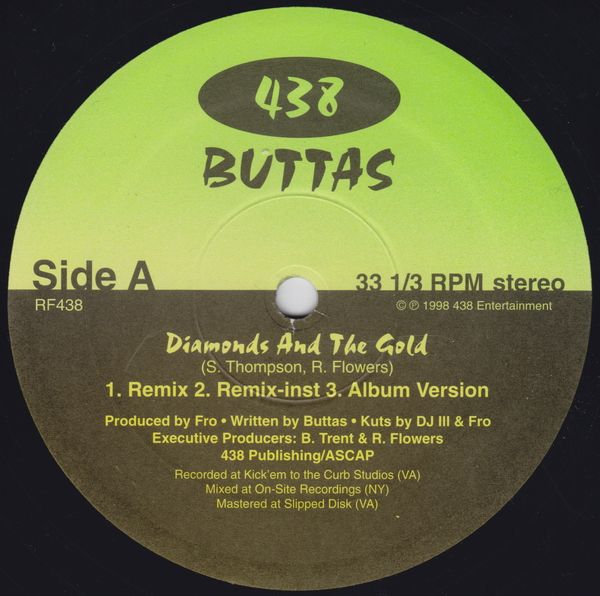 438
BUTTAS
Side A
33 1/3 RPM stereo
RF438
© ℗ 1998 438 Entertainment
Diamonds And The Gold
(S. Thompson, R. Flowers)
1. Remix 2. Remix-inst 3. Album Version
Produced by Fro • Written by Buttas • Kuts by DJ III & Fro
Executive Producers: B. Trent & R. Flowers
438 Publishing/ASCAP
Recorded at Kick'em to the Curb Studios (VA)
Mixed at On-Site Recordings (NY)
Mastered at Slipped Disk (VA)